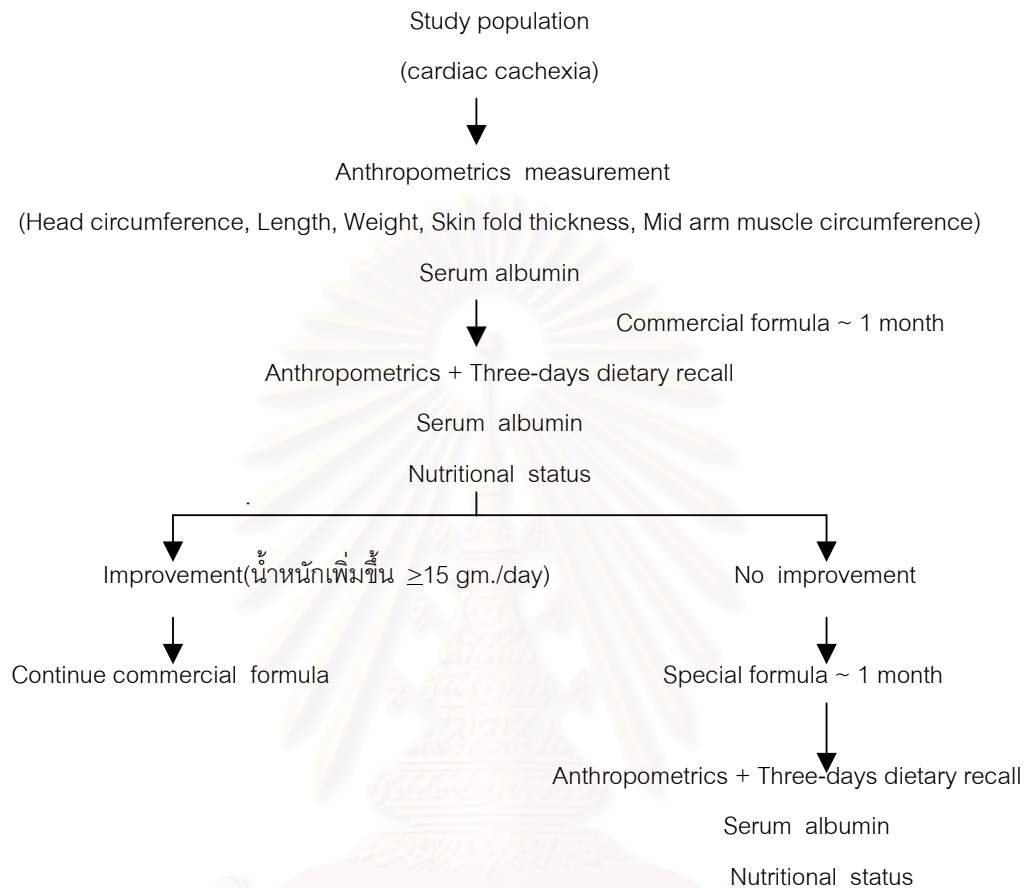 Study population
(cardiac cachexia)
Anthropometrics measurement
(Head circumference, Length, Weight, Skin fold thickness, Mid arm muscle circumference)
Serum albumin
Commercial formula ~ 1 month
Anthropometrics + Three-days dietary recall
Serum albumin
Nutritional status
Improvement(น้ำหนักเพิ่มขึ้น ≥15 gm./day)
No improvement
Continue commercial formula
Special formula ~ 1 month
Anthropometrics + Three-days dietary recall
Serum albumin
Nutritional status